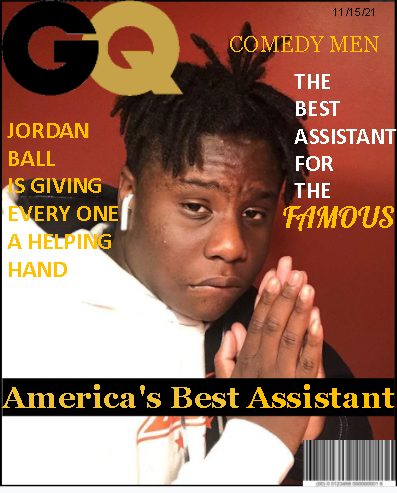 11/15/21
GQ
COMEDY MEN
THE
BEST
ASSISTANT
FOR
THE
FAMOUS
JORDAN
BALL
IS GIVING
EVERY ONE
A HELPING
HAND
America's Best Assistant